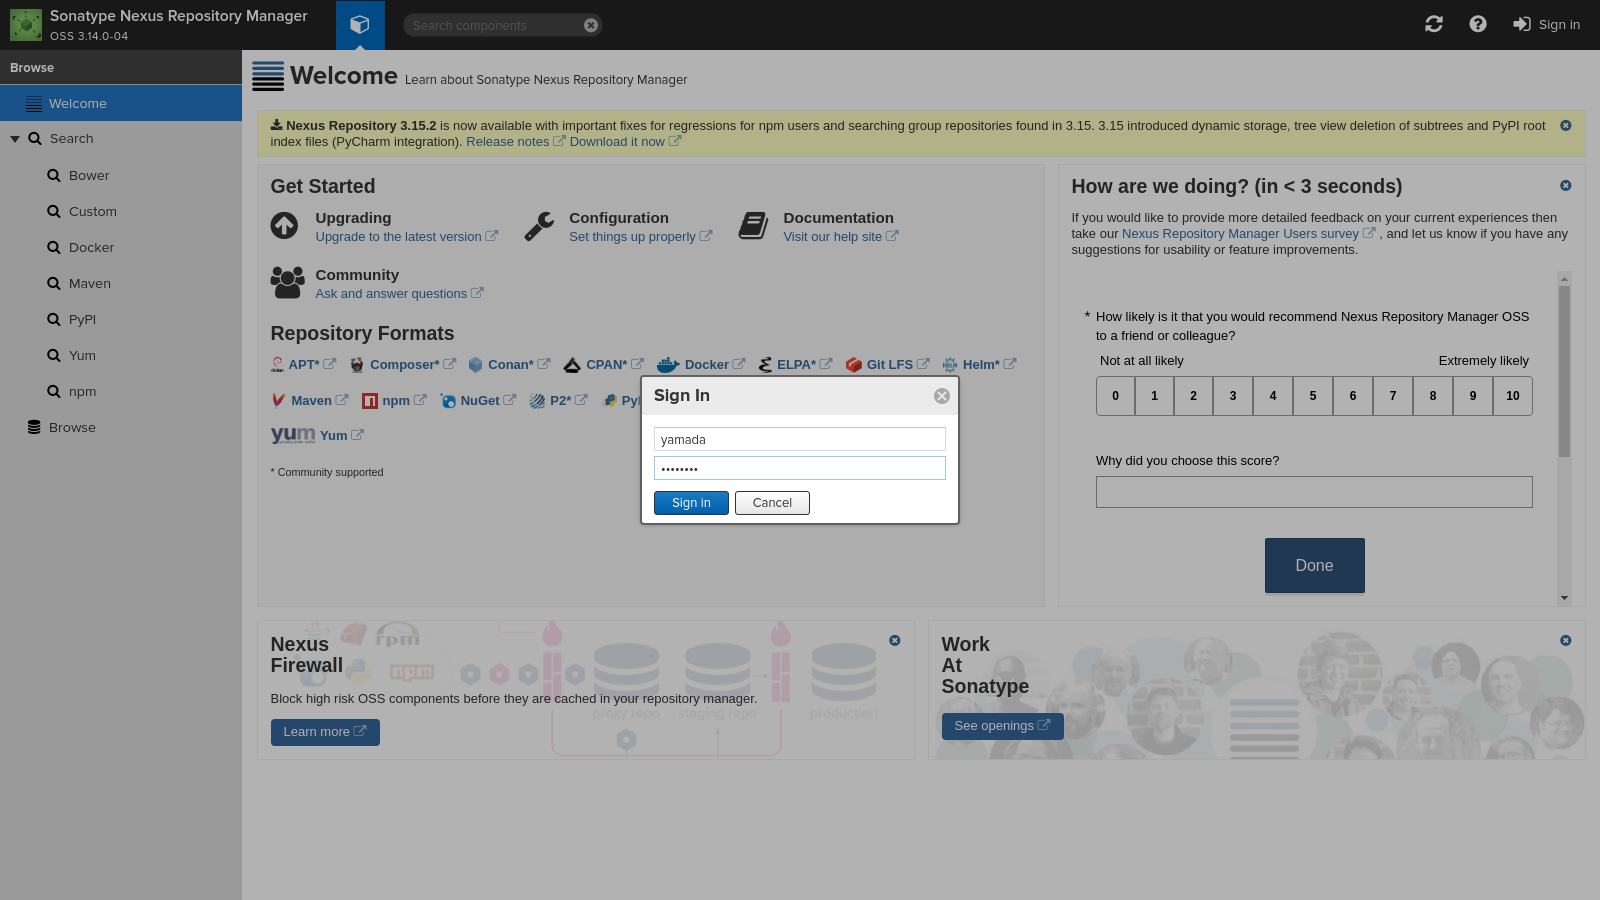 Sonatype Nexus Repository Manager
OSS 3.14.0-04
Search components
Sign in
Browse
Welcome
Search
Bower
Custom
Docker
Maven
PyPI
Yum
npm
Browse
Welcome Learn about Sonatype Nexus Repository Manager
Nexus Repository 3.15.2 is now available with important fixes for regressions for npm users and searching group repositories found in 3.15. 3.15 introduced dynamic storage, tree view deletion of subtrees and PyPI root
index files (PyCharm integration). Release notes Download it now
Get Started
Upgrading
Upgrade to the latest version
Configuration
Set things up properly
Documentation
Visit our help site
Community
Ask and answer questions
Repository Formats
APT* Composer* Conan* CPAN* Docker ELPA* Git LFS Helm*
Maven npm NuGet P2*
yum Yum
* Community supported
How are we doing? (in < 3 seconds)
If you would like to provide more detailed feedback on your current experiences then
take our Nexus Repository Manager Users survey , and let us know if you have any
suggestions for usability or feature improvements.
* How likely is it that you would recommend Nexus Repository Manager OSS
to a friend or colleague?
Not at all likely Extremely likely
0 1 2 3 4 5 6 7 8 9 10
Why did you choose this score?
Done
Sign In
yamada
••••••••
Sign in Cancel
Nexus
Firewall
rpm
npm
Block high risk OSS components before they are cached in your repository manager.
proxy repo staging repo production
Learn more
Work
At
Sonatype
See openings